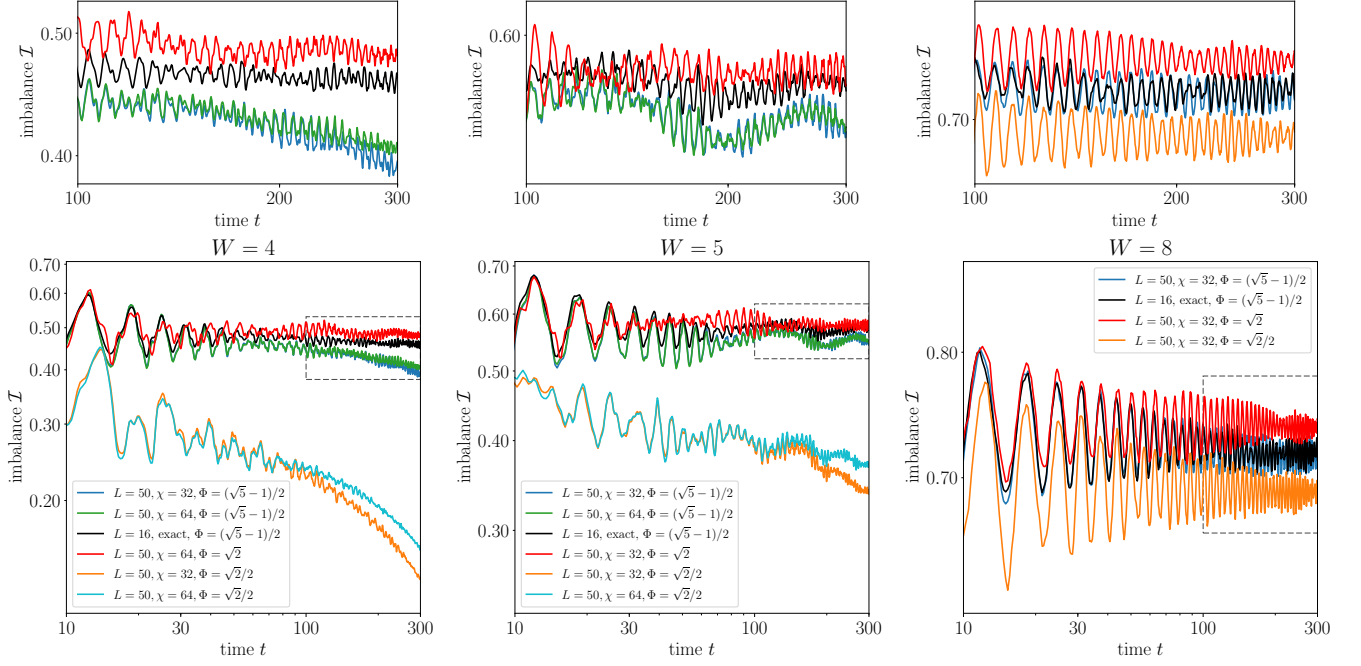 0.50
0.40
imbalance I
100
200
300
time t
0.60
imbalance I
100
200
300
time t
0.70
imbalance I
100
200
300
time t
W = 4
0.70
0.60
0.50
0.40
0.30
0.20
imbalance I
L = 50, χ = 32, Φ = (√5 − 1)/2
L = 50, χ = 64, Φ = (√5 − 1)/2
L = 16, exact, Φ = (√5 − 1)/2
L = 50, χ = 64, Φ = √2
L = 50, χ = 32, Φ = √2/2
L = 50, χ = 64, Φ = √2/2
10
30
100
300
time t
W = 5
0.70
0.60
0.50
0.40
0.30
imbalance I
L = 50, χ = 32, Φ = (√5 − 1)/2
L = 50, χ = 64, Φ = (√5 − 1)/2
L = 16, exact, Φ = (√5 − 1)/2
L = 50, χ = 32, Φ = √2
L = 50, χ = 32, Φ = √2/2
L = 50, χ = 64, Φ = √2/2
10
30
100
300
time t
W = 8
0.80
0.70
imbalance I
L = 50, χ = 32, Φ = (√5 − 1)/2
L = 16, exact, Φ = (√5 − 1)/2
L = 50, χ = 32, Φ = √2
L = 50, χ = 32, Φ = √2/2
10
30
100
300
time t